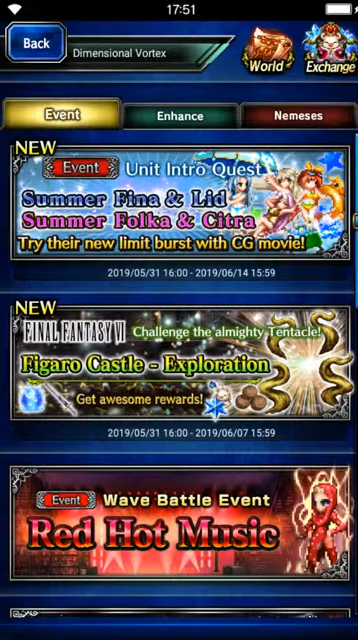 17:51
Back
Dimensional Vortex
World
Exchange
Event
Enhance
Nemeses
NEW
Event Unit Intro Quest
Summer Fina & Lid
Summer Folka & Citra
Try their new limit burst with CG movie!
2019/05/31 16:00 - 2019/06/14 15:59
NEW
FINAL FANTASY VI Challenge the almighty Tentacle!
Figaro Castle - Exploration
Get awesome rewards!
2019/05/31 16:00 - 2019/06/07 15:59
Event Wave Battle Event
Red Hot Music